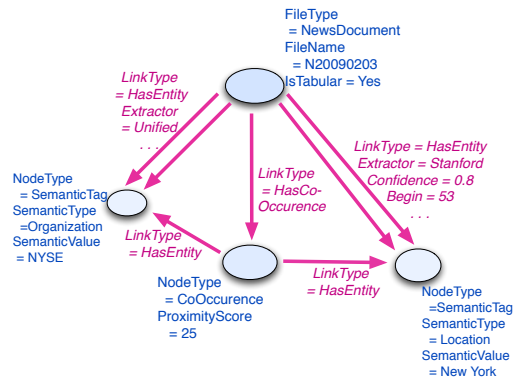 FileType
= NewsDocument
FileName
= N20090203
IsTabular = Yes
LinkType
= HasEntity
Extractor
= Unified
. . .
LinkType = HasEntity
Extractor = Stanford
Confidence = 0.8
Begin = 53
. . .
LinkType
= HasCo-
Occurence
NodeType
= SemanticTag
SemanticType
=Organization
SemanticValue
= NYSE
LinkType
= HasEntity
LinkType
= HasEntity
NodeType
= CoOccurence
ProximityScore
= 25
NodeType
=SemanticTag
SemanticType
= Location
SemanticValue
= New York